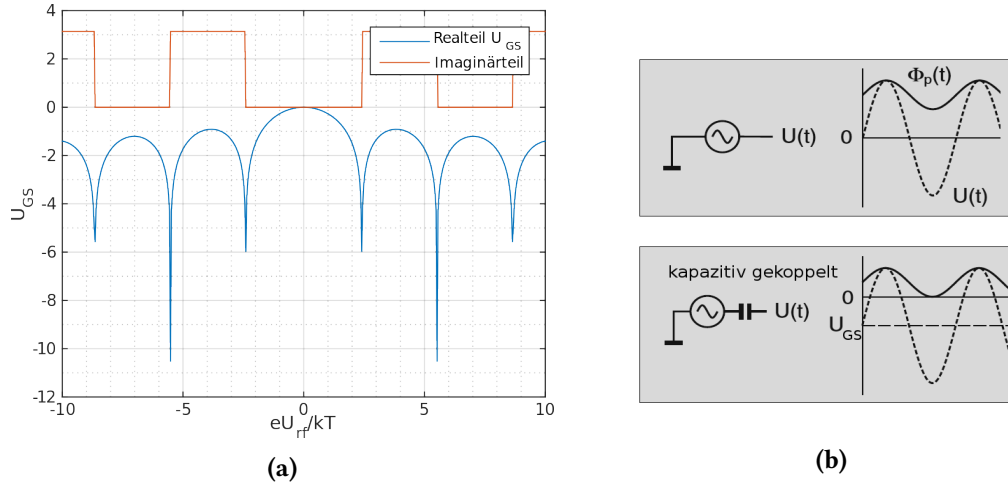 4
2
0
-2
-4
-6
-8
-10
-12
-10
-5
0
5
10
U_GS
eU_rf/kT
Realteil U_GS
Imaginärteil
(a)
Φ_p(t)
0
U(t)
U(t)
kapazitiv gekoppelt
0
U(t)
U_GS
(b)